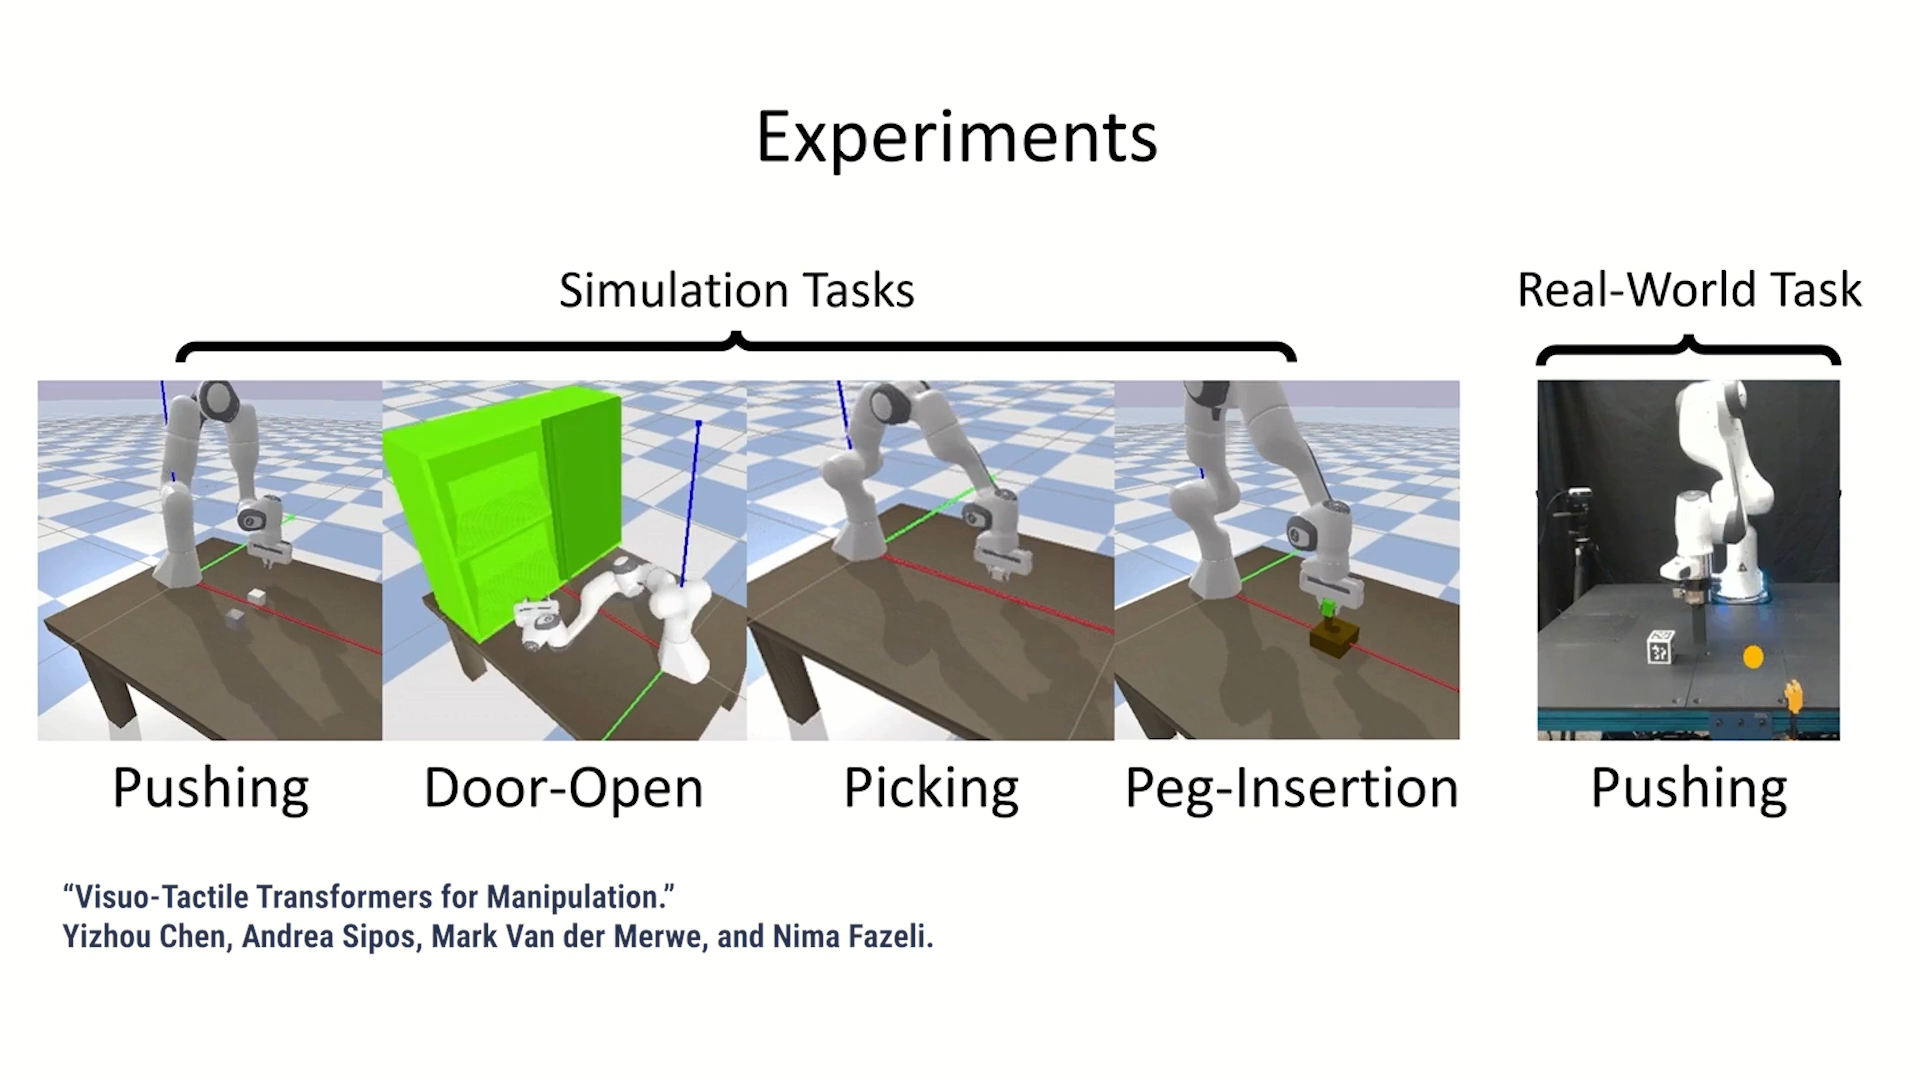 Experiments
Simulation Tasks
Real-World Task
Pushing
Door-Open
Picking
Peg-Insertion
Pushing
“Visuo-Tactile Transformers for Manipulation.”
Yizhou Chen, Andrea Sipos, Mark Van der Merwe, and Nima Fazeli.